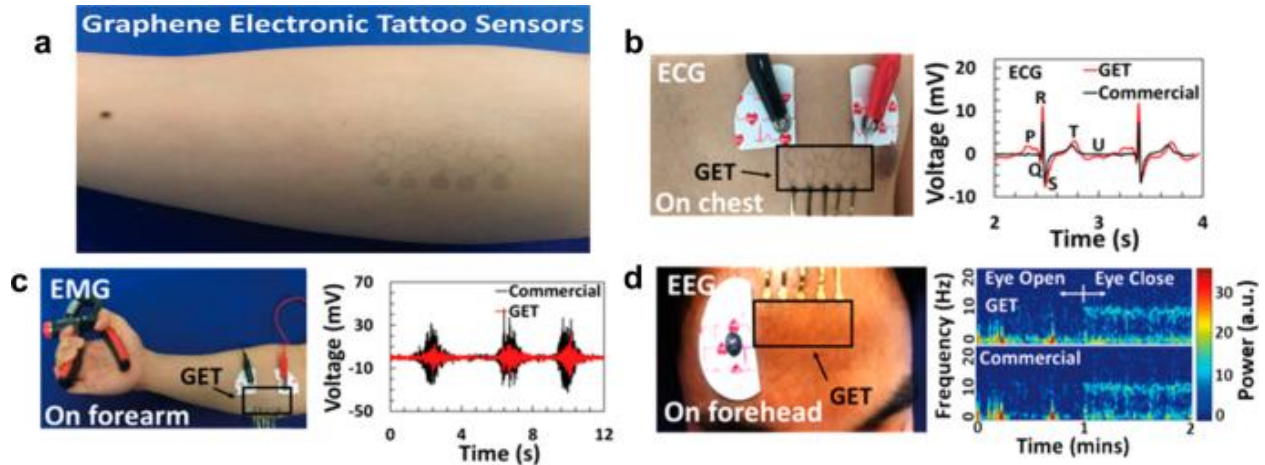 a
Graphene Electronic Tattoo Sensors
b
ECG
GET
On chest
Voltage (mV)
20
10
0
-10
ECG
GET
Commercial
R
P
T
U
Q
S
2
3
4
Time (s)
c
EMG
GET
On forearm
Voltage (mV)
70
30
-10
-50
Commercial
GET
0
4
8
12
Time (s)
d
EEG
GET
On forehead
Frequency (Hz)
Eye Open
Eye Close
GET
20
10
0
Commercial
20
10
0
0
1
2
Time (mins)
30
20
10
0
Power (a.u.)